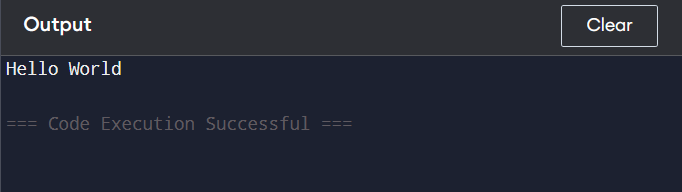 Output
Clear
Hello World
=== Code Execution Successful ===